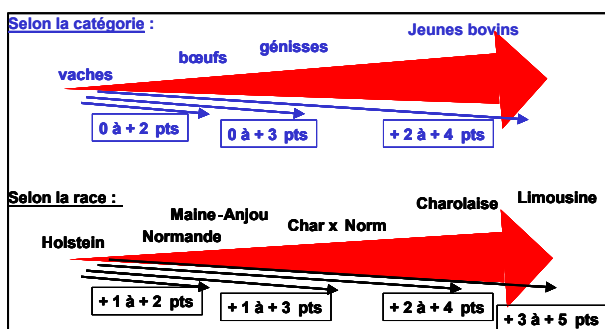 Selon la catégorie :
Jeunes bovins
génisses
bœufs
vaches
0 à + 2 pts
0 à + 3 pts
+ 2 à + 4 pts
Selon la race :
Limousine
Charolaise
Maine-Anjou
Char x Norm
Normande
Holstein
+ 1 à + 2 pts
+ 1 à + 3 pts
+ 2 à + 4 pts
+ 3 à + 5 pts